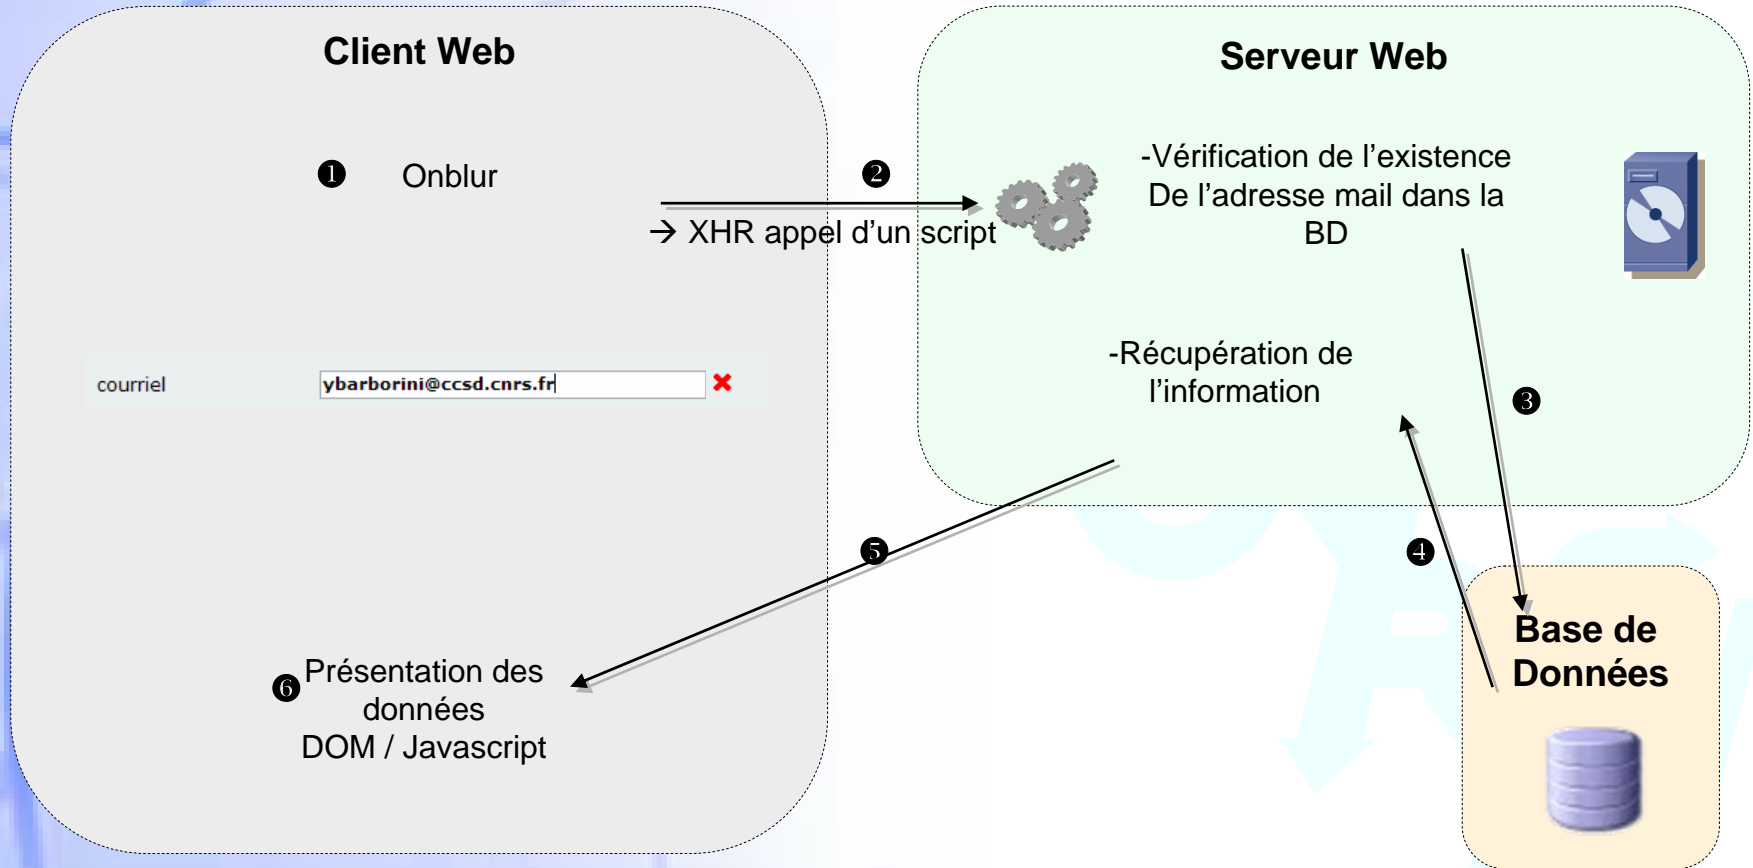 Client Web
❶ Onblur
❷
→ XHR appel d’un script
courriel ybarborini@ccsd.cnrs.fr
Serveur Web
-Vérification de l’existence
De l’adresse mail dans la
BD
-Récupération de
l’information
❸
❹
❺
Base de
Données
❻ Présentation des
données
DOM / Javascript